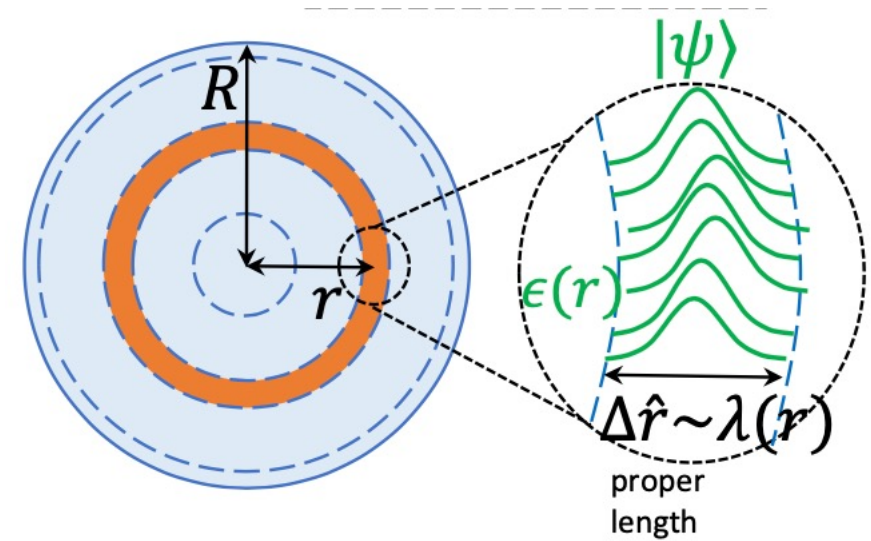 |ψ⟩
R
r
ϵ(r)
Δr̂~λ(r)
proper
length